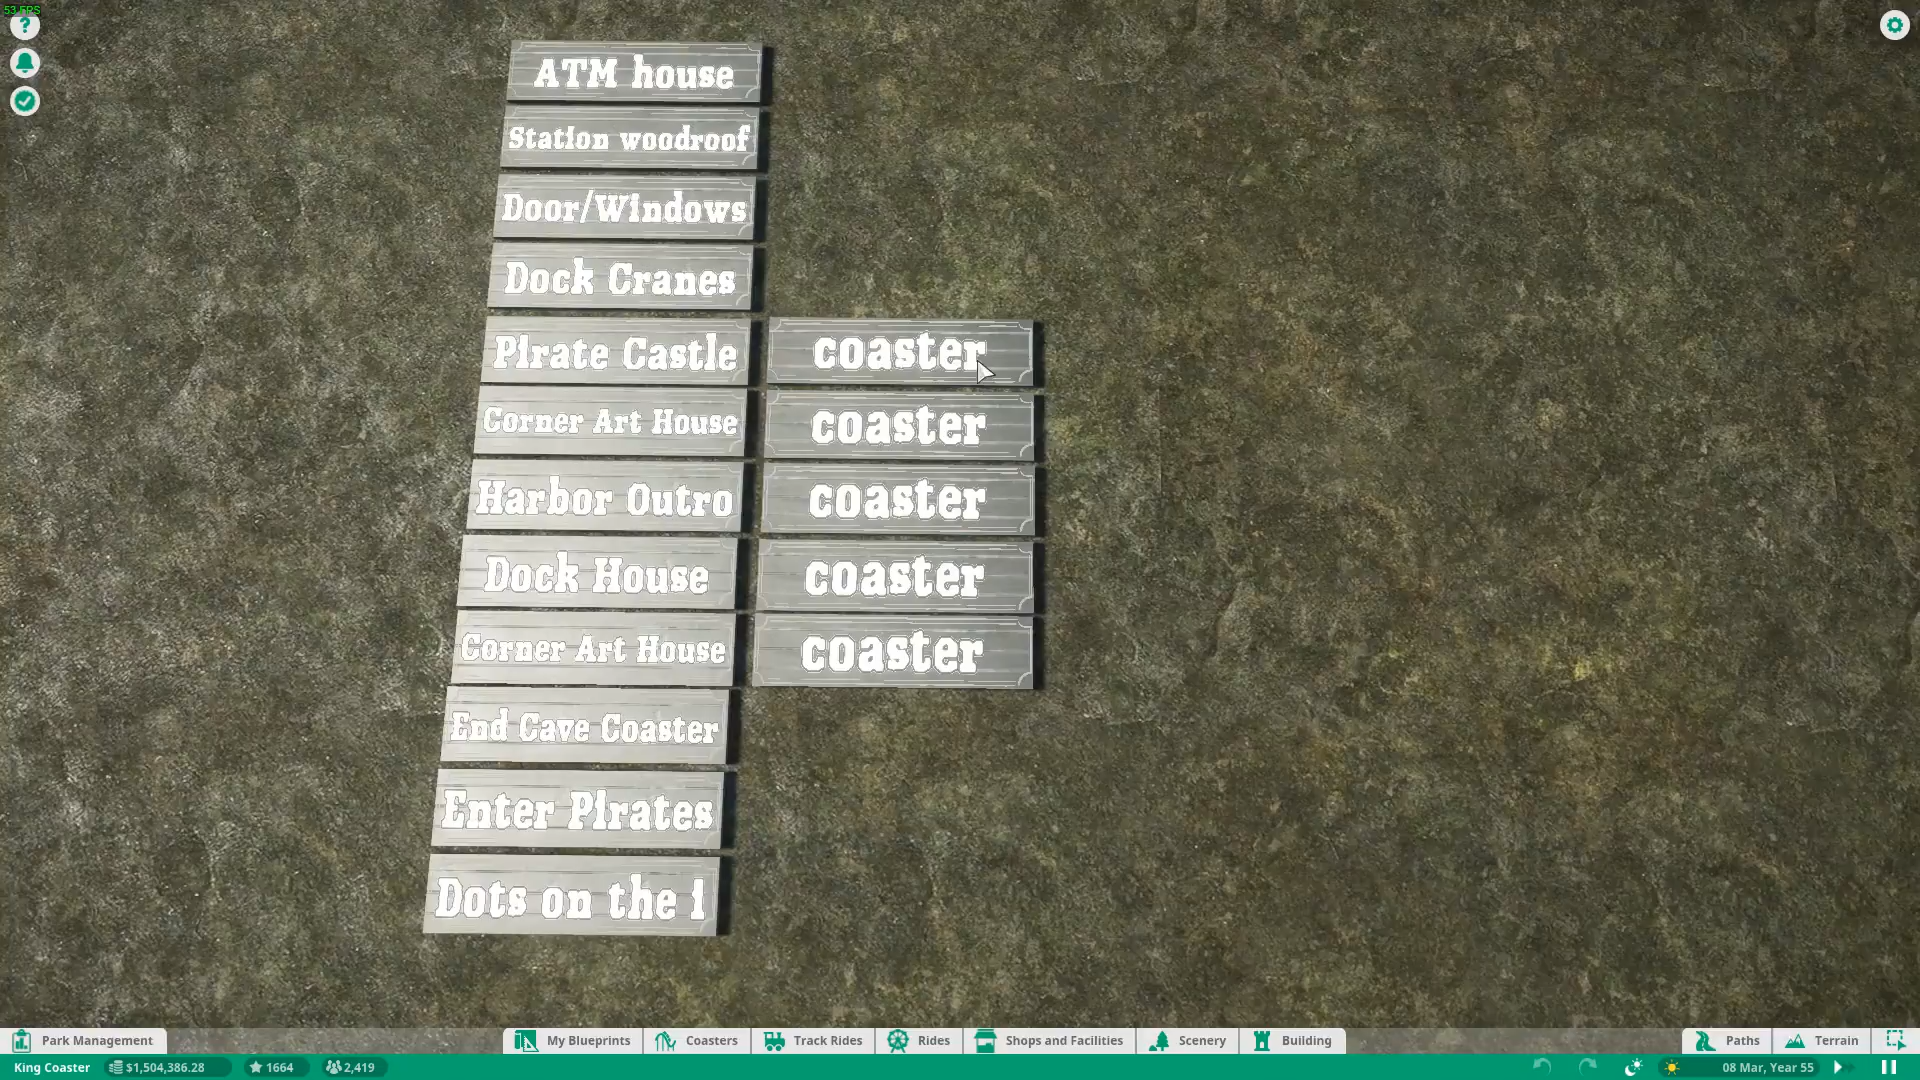 53.5FPS
?
ATM house
Station woodroof
Door/Windows
Dock Cranes
Pirate Castle coaster
Corner Art House coaster
Harbor Outro coaster
Dock House coaster
Corner Art House coaster
End Cave Coaster
Enter Pirates
Dots on the i
Park Management My Blueprints Coasters Track Rides Rides Shops and Facilities Scenery Building Paths Terrain
King Coaster $1,504,386.28 1664 2,419 08 Mar, Year 55